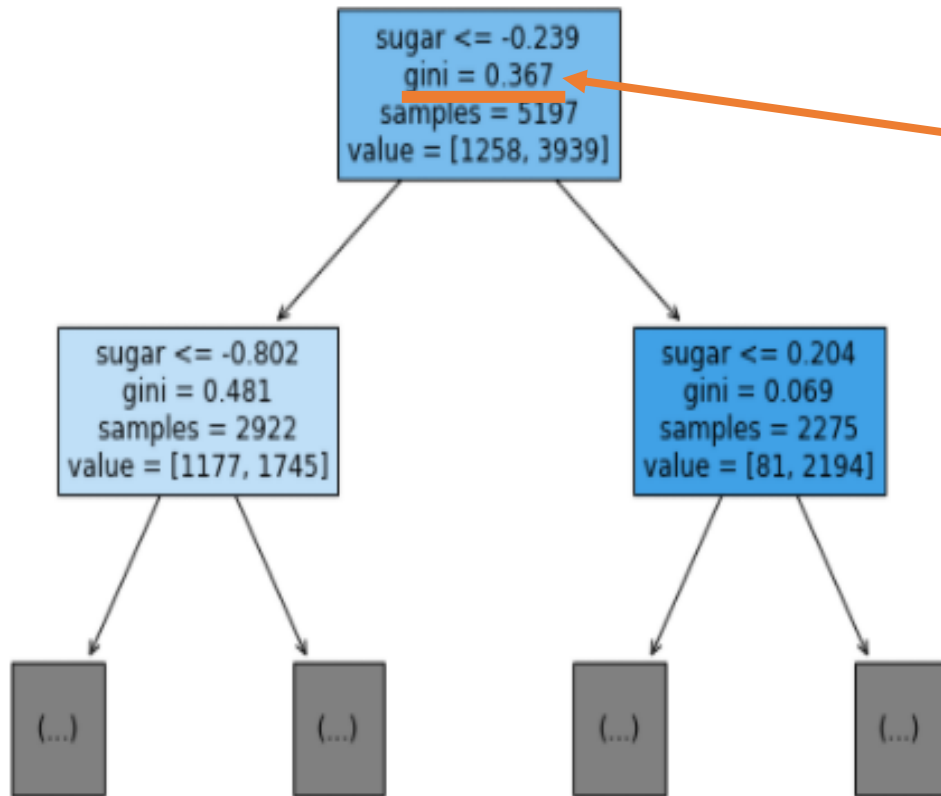 sugar <= -0.239
gini = 0.367
samples = 5197
value = [1258, 3939]
sugar <= -0.802
gini = 0.481
samples = 2922
value = [1177, 1745]
sugar <= 0.204
gini = 0.069
samples = 2275
value = [81, 2194]
(...)
(...)
(...)
(...)